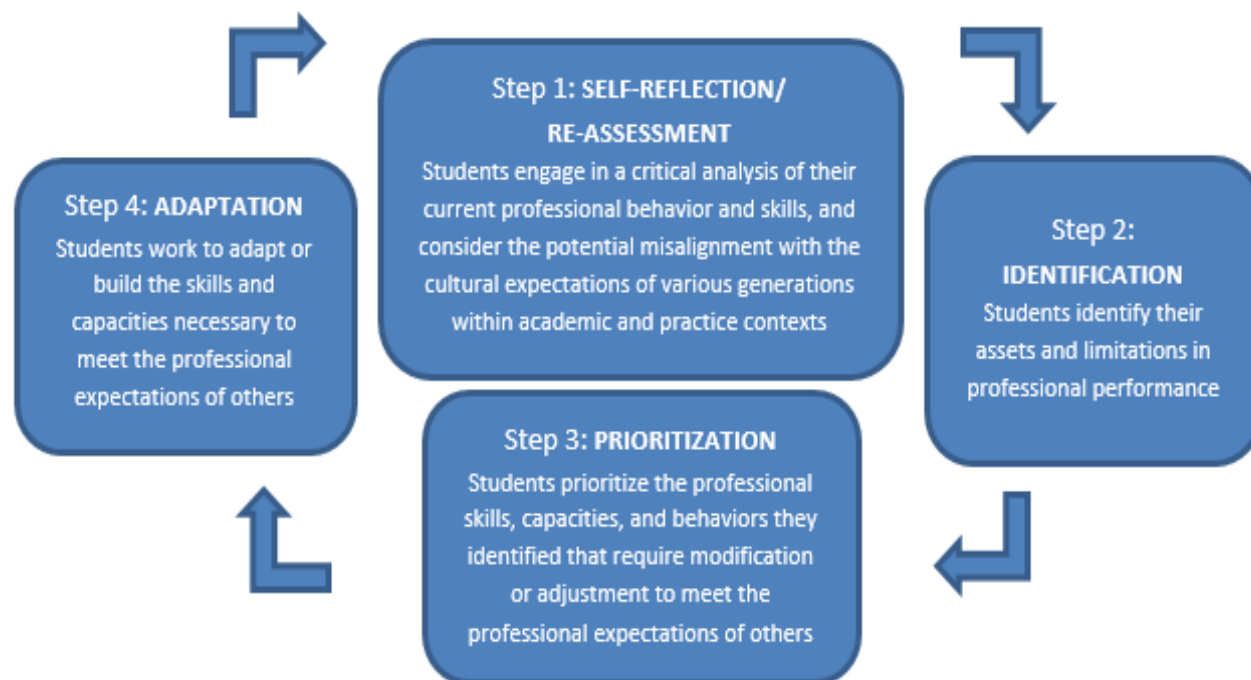 Step 1: SELF-REFLECTION/
RE-ASSESSMENT
Students engage in a critical analysis of their
current professional behavior and skills, and
consider the potential misalignment with the
cultural expectations of various generations
within academic and practice contexts
Step 2:
IDENTIFICATION
Students identify their
assets and limitations in
professional performance
Step 3: PRIORITIZATION
Students prioritize the professional
skills, capacities, and behaviors they
identified that require modification
or adjustment to meet the
professional expectations of others
Step 4: ADAPTATION
Students work to adapt or
build the skills and
capacities necessary to
meet the professional
expectations of others